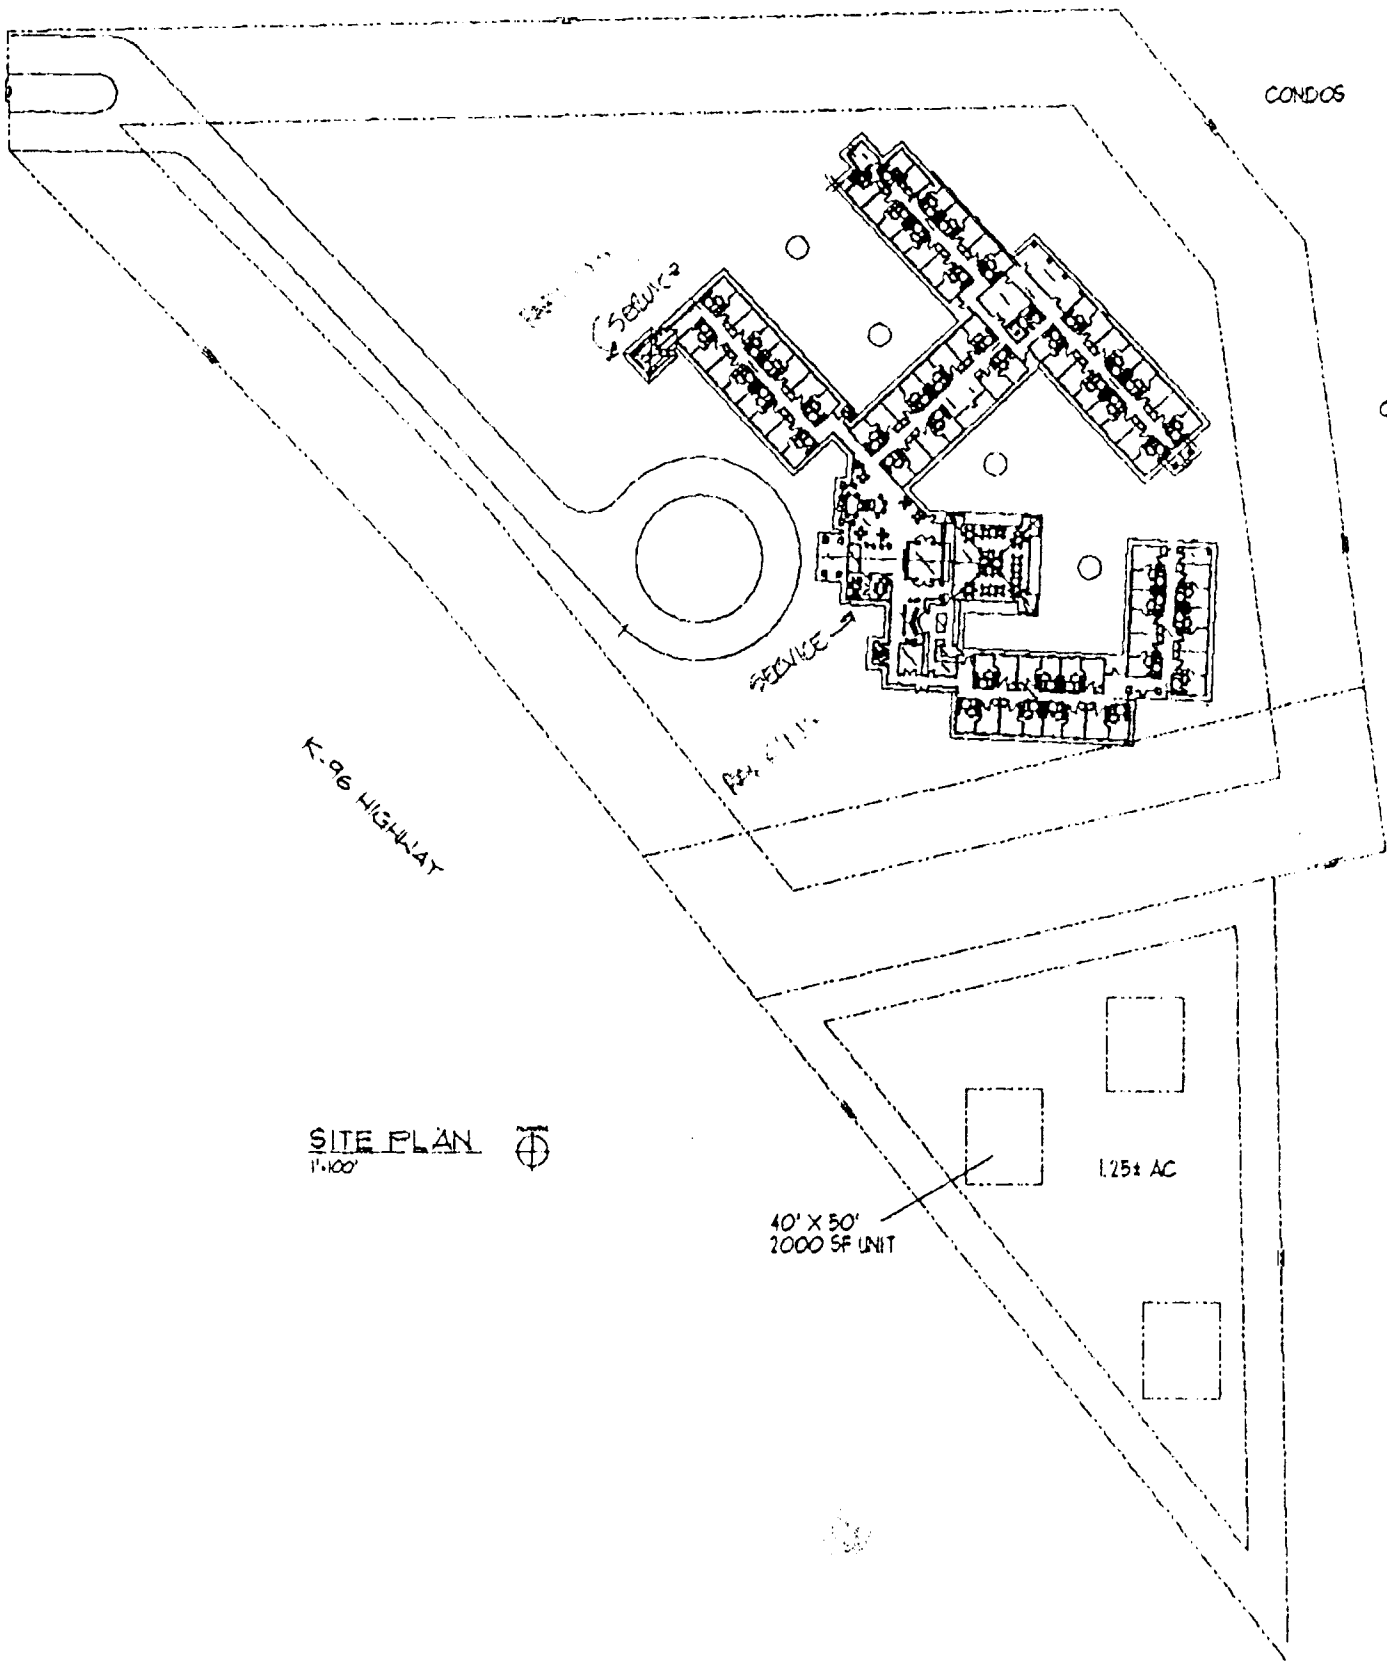 CONDOS
(SERVICE
SERVICE
K-96 HIGHWAY
SITE PLAN
1"=100'
1.25± AC
40' X 50'
2000 SF UNIT